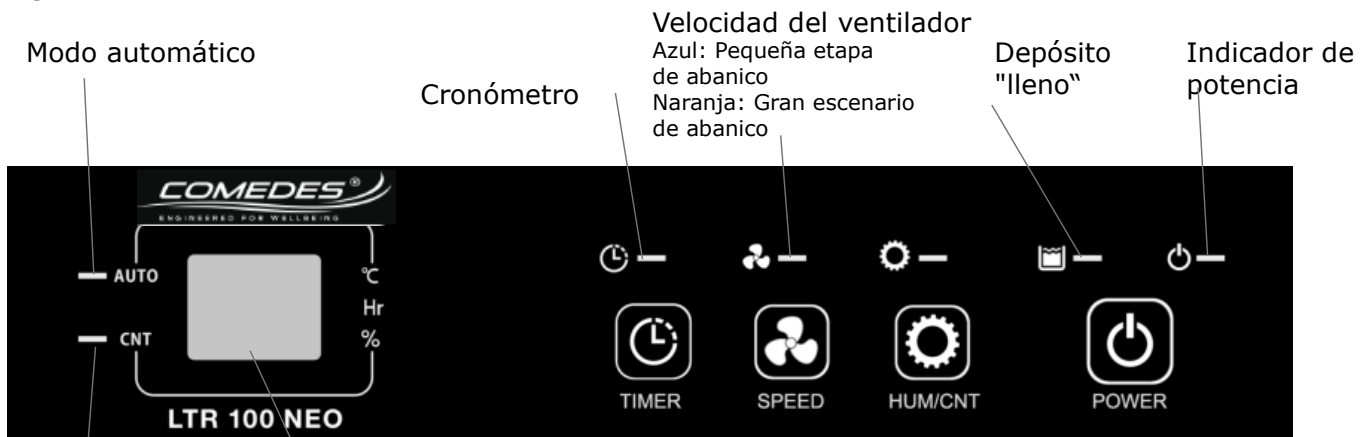 Modo automático
Cronómetro
Velocidad del ventilador
Azul: Pequeña etapa
de abanico
Naranja: Gran escenario
de abanico
Depósito
"lleno“
Indicador de
potencia
COMEDES®
ENGINEERED FOR WELLBEING
AUTO
CNT
℃
Hr
%
LTR 100 NEO
TIMER
SPEED
HUM/CNT
POWER